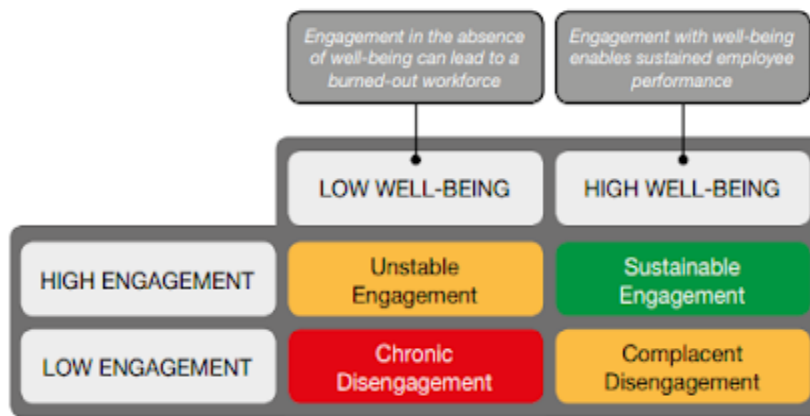 Engagement in the absence
of well-being can lead to a
burned-out workforce
Engagement with well-being
enables sustained employee
performance
LOW WELL-BEING
HIGH WELL-BEING
HIGH ENGAGEMENT
Unstable
Engagement
Sustainable
Engagement
LOW ENGAGEMENT
Chronic
Disengagement
Complacent
Disengagement